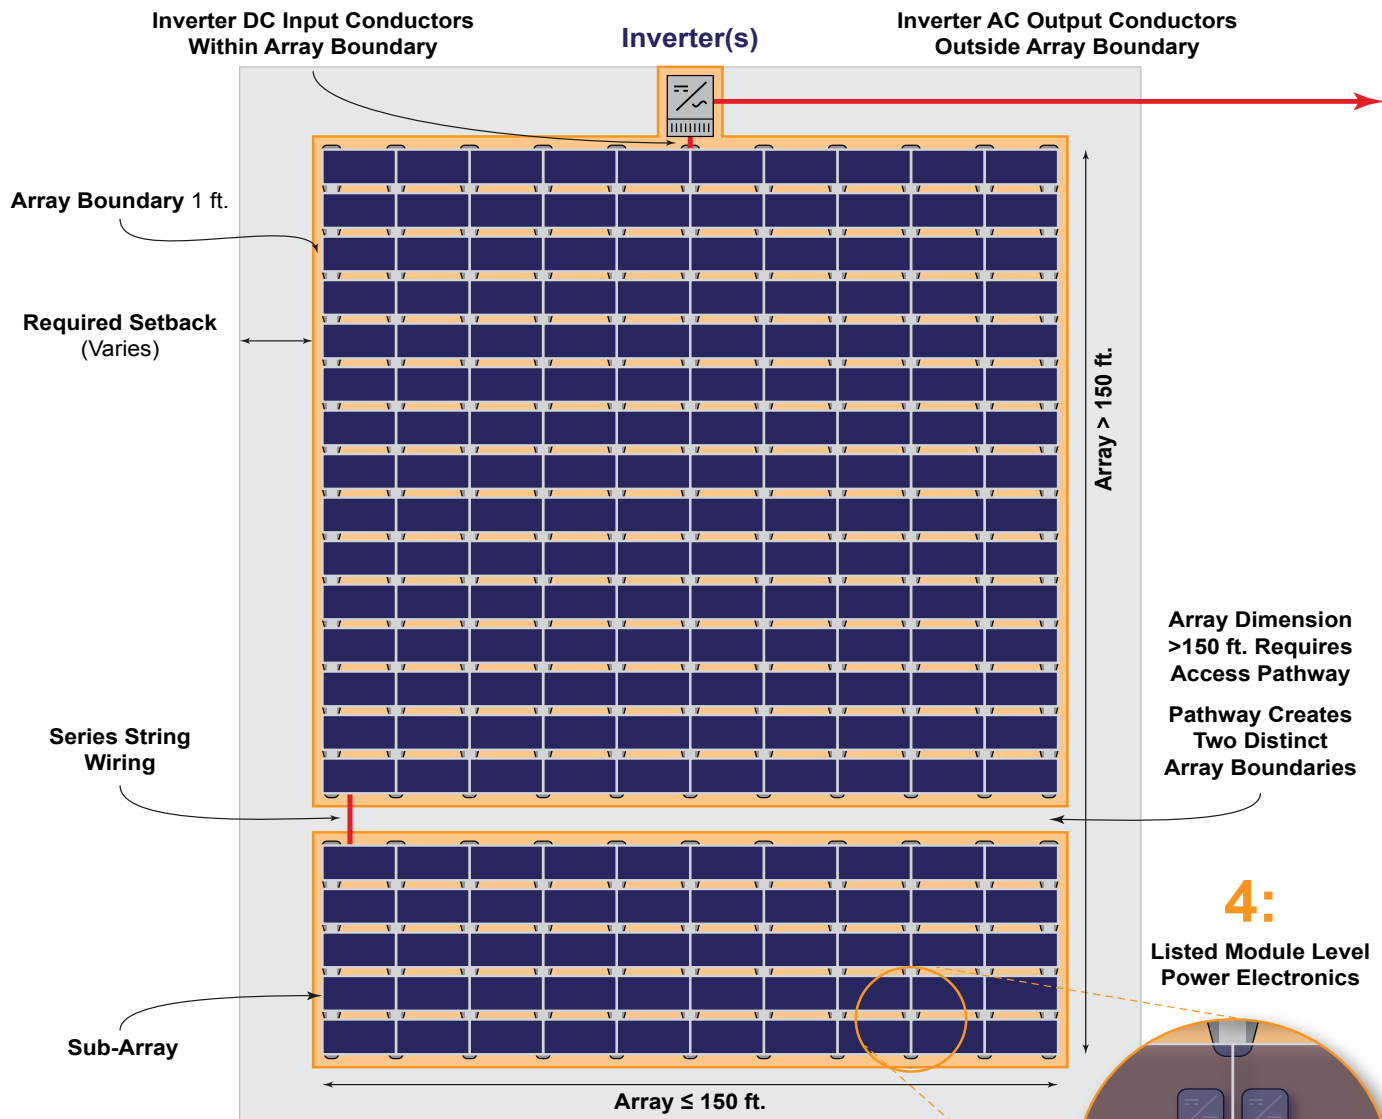 Inverter DC Input Conductors
Within Array Boundary
Inverter(s)
Inverter AC Output Conductors
Outside Array Boundary
Array Boundary 1 ft.
Required Setback
(Varies)
Array > 150 ft.
Array Dimension
>150 ft. Requires
Access Pathway
Pathway Creates
Two Distinct
Array Boundaries
Series String
Wiring
4:
Listed Module Level
Power Electronics
Sub-Array
Array ≤ 150 ft.